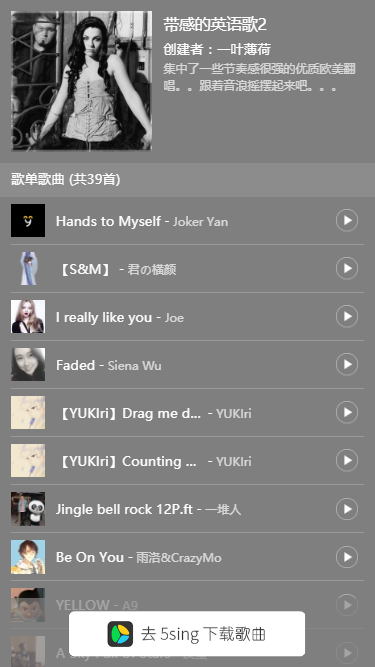 带感的英语歌2
创建者：一叶薄荷
集中了一些节奏感很强的优质欧美翻
唱。。跟着音浪摇摆起来吧。。。
歌单歌曲 (共39首)
Hands to Myself - Joker Yan
【S&M】 - 君の橫颜
I really like you - Joe
Faded - Siena Wu
【YUKIri】Drag me d... - YUKIri
【YUKIri】Counting ... - YUKIri
Jingle bell rock 12P.ft - 一堆人
Be On You - 雨洛&CrazyMo
YELLOW - A9
去 5sing 下载歌曲